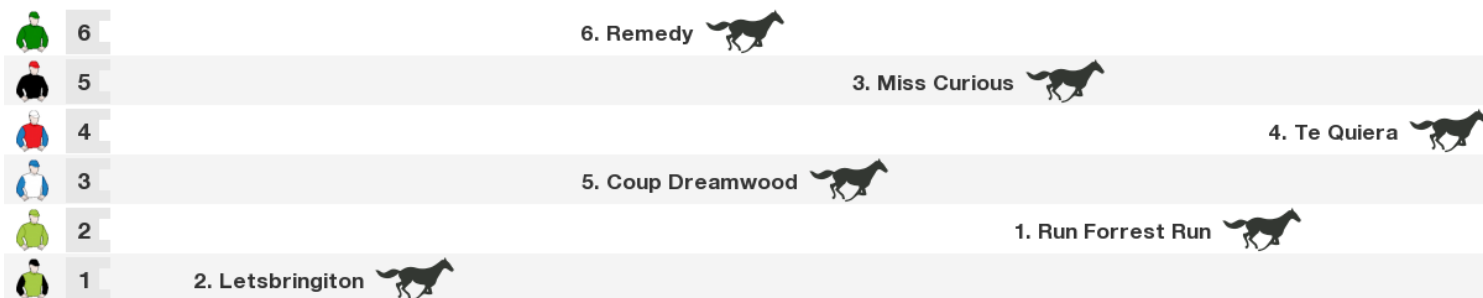 6 6. Remedy
5 3. Miss Curious
4 4. Te Quiera
3 5. Coup Dreamwood
2 1. Run Forrest Run
1 2. Letsbringiton